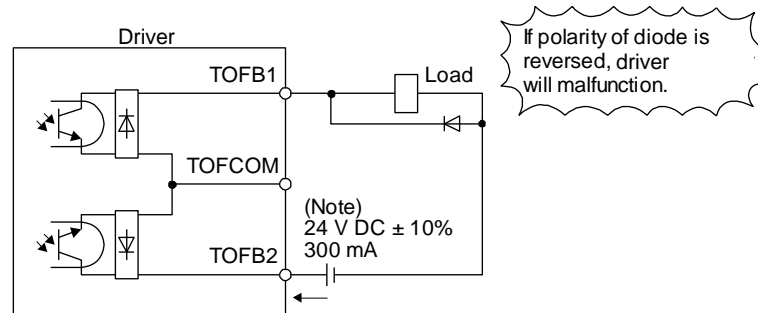 Driver
TOFB1
Load
If polarity of diode is
reversed, driver
will malfunction.
TOFCOM
(Note)
24 V DC ± 10%
300 mA
TOFB2